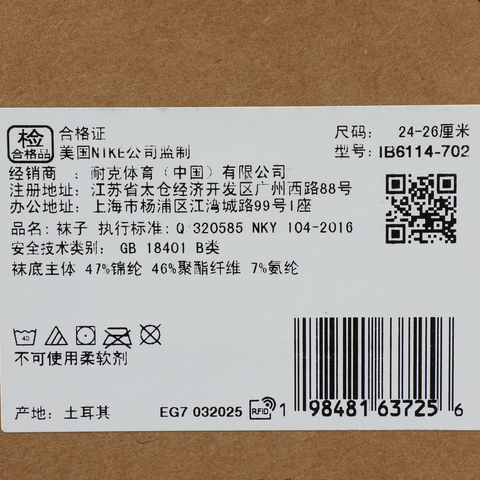 检 合格品
合格证
尺码: 24-26厘米
美国NIKE公司监制
型号: IB6114-702
经销商 : 耐克体育 (中国) 有限公司
注册地址: 江苏省太仓经济开发区广州西路88号
办公地址: 上海市杨浦区江湾城路99号1座
品名: 袜子 执行标准: Q 320585 NKY 104-2016
安全技术类别: GB 18401 B类
袜底主体 47%锦纶 46%聚酯纤维 7%氨纶
40
不可使用柔软剂
产地: 土耳其
EG7 032025 RFID
1 98481 63725 6